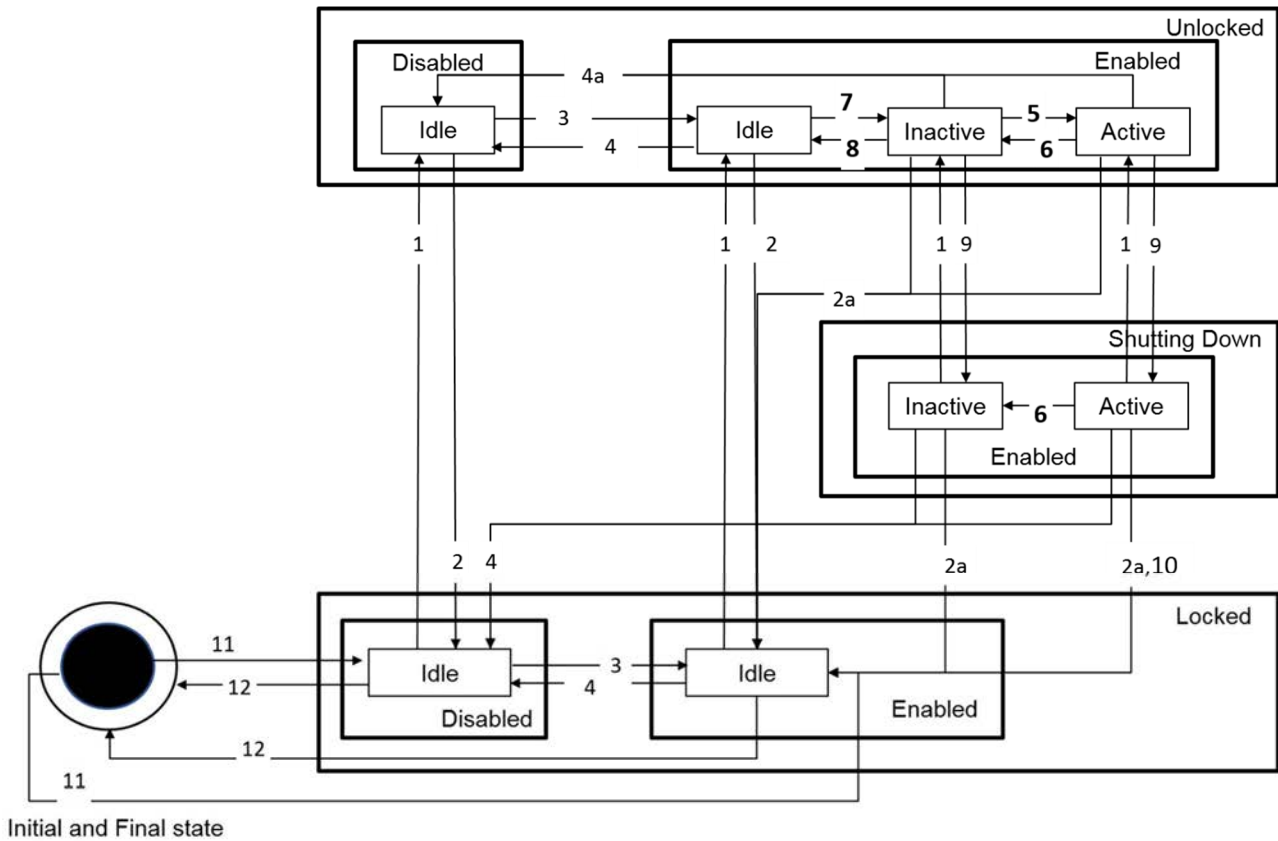 Unlocked
Disabled
Enabled
4a
Idle
3
4
Idle
7
8
Inactive
5
6
Active
1
1
2
1
9
1
9
2a
Shutting Down
Inactive
6
Active
Enabled
2
4
2a
2a,10
Locked
11
12
Idle
3
4
Idle
Disabled
Enabled
12
11
Initial and Final state